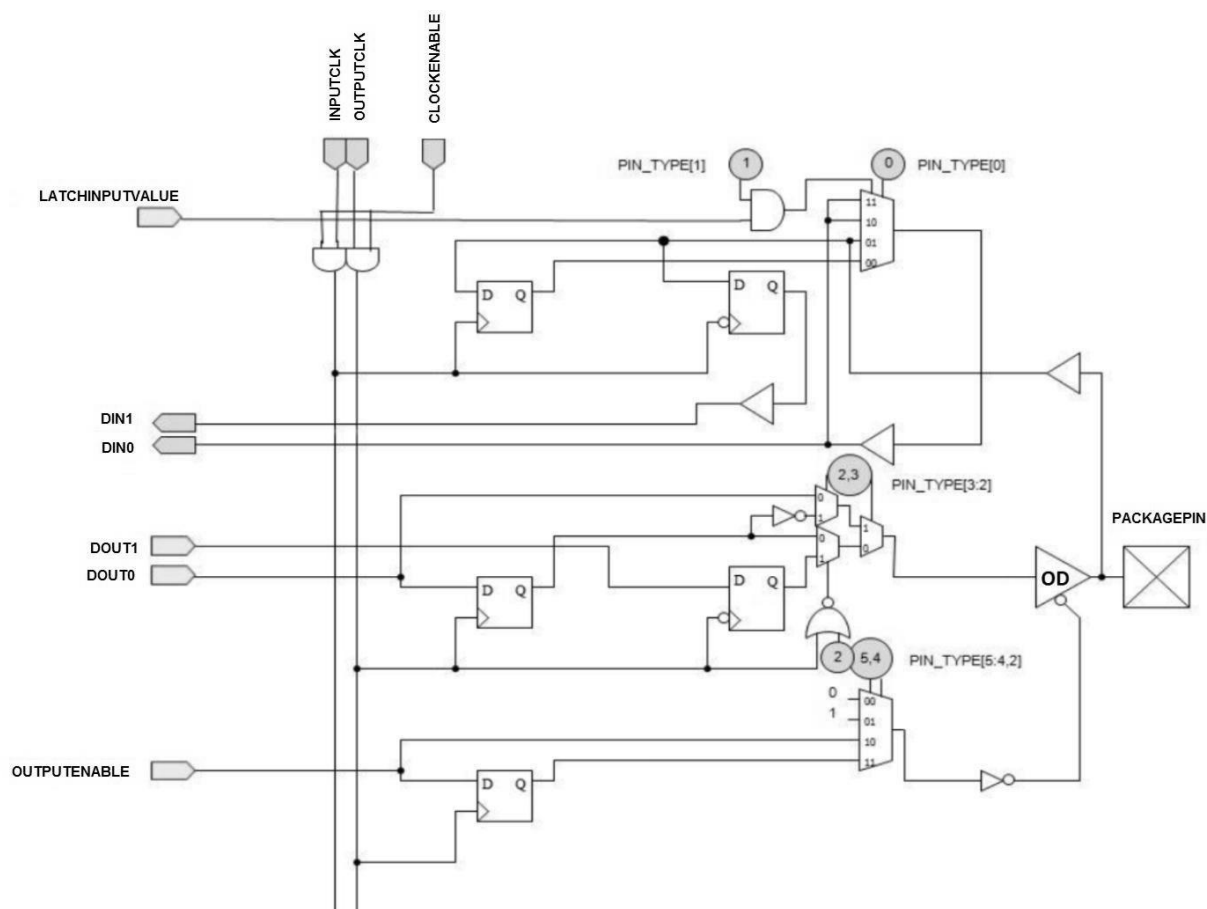 INPUTCLK
OUTPUTCLK
CLOCKENABLE
PIN_TYPE[1]
1
0
PIN_TYPE[0]
LATCHINPUTVALUE
11
10
01
00
D Q
D Q
DIN1
DIN0
2,3
PIN_TYPE[3:2]
0
1
1
0
0
1
PACKAGEPIN
DOUT1
DOUT0
D Q
D Q
OD
2
5,4
PIN_TYPE[5:4,2]
0
1
00
01
10
11
OUTPUTENABLE
D Q